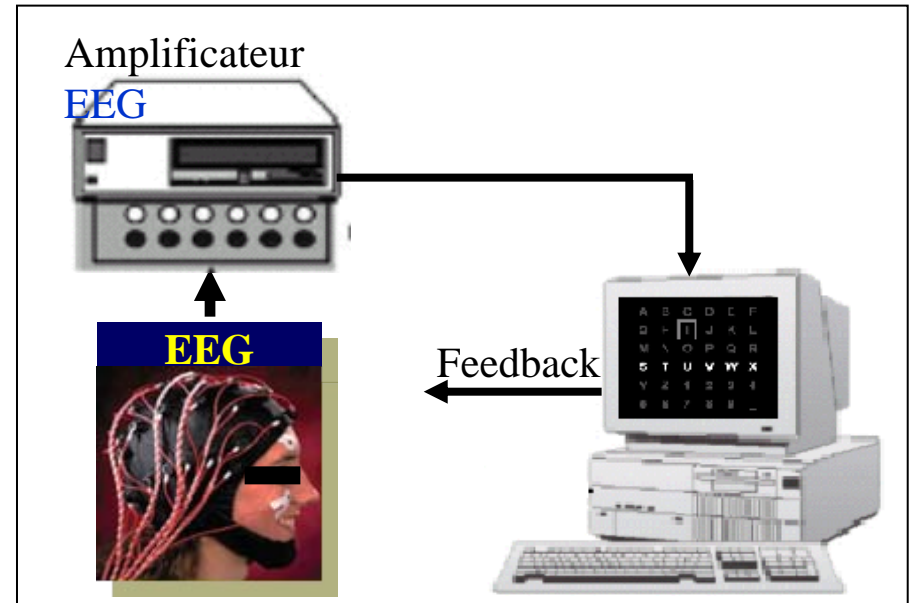 Amplificateur
EEG
EEG
Feedback
A B C D E F
M N O P Q R
S T U V W X